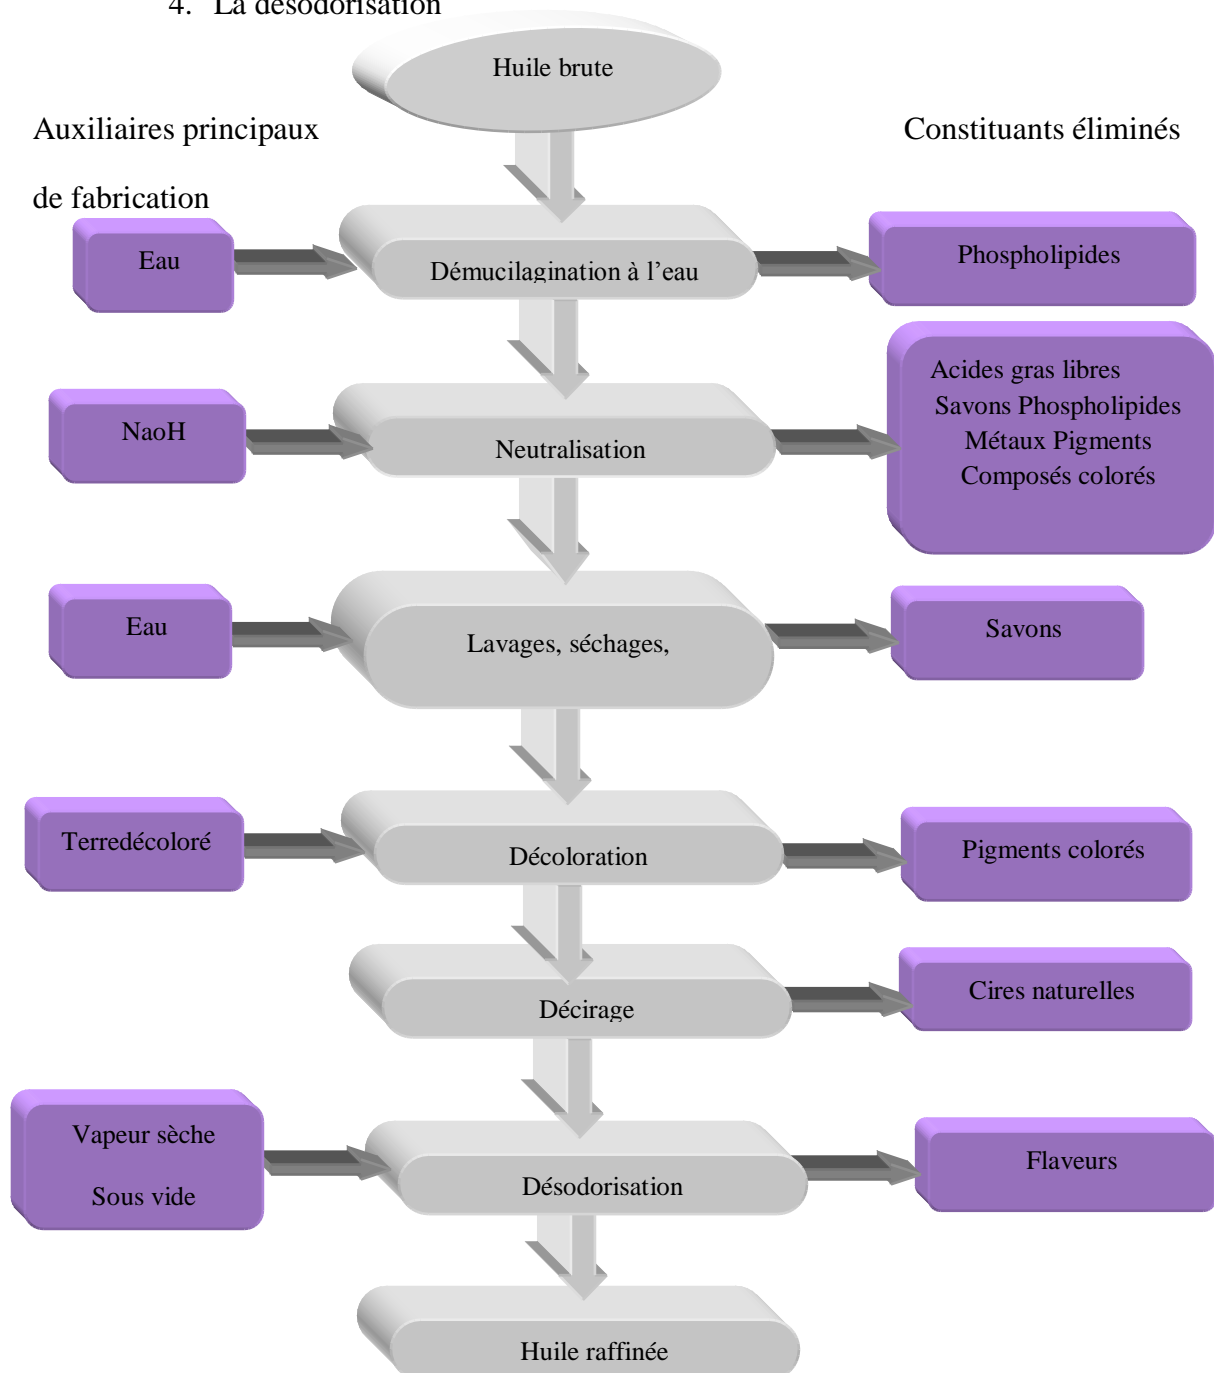 4. La désodorisation
Huile brute
Auxiliaires principaux
de fabrication
Constituants éliminés
Eau
Démucilagination à l’eau
Phospholipides
NaoH
Neutralisation
Acides gras libres
Savons Phospholipides
Métaux Pigments
Composés colorés
Eau
Lavages, séchages,
Savons
Terredécoloré
Décoloration
Pigments colorés
Décirage
Cires naturelles
Vapeur sèche
Sous vide
Désodorisation
Flaveurs
Huile raffinée